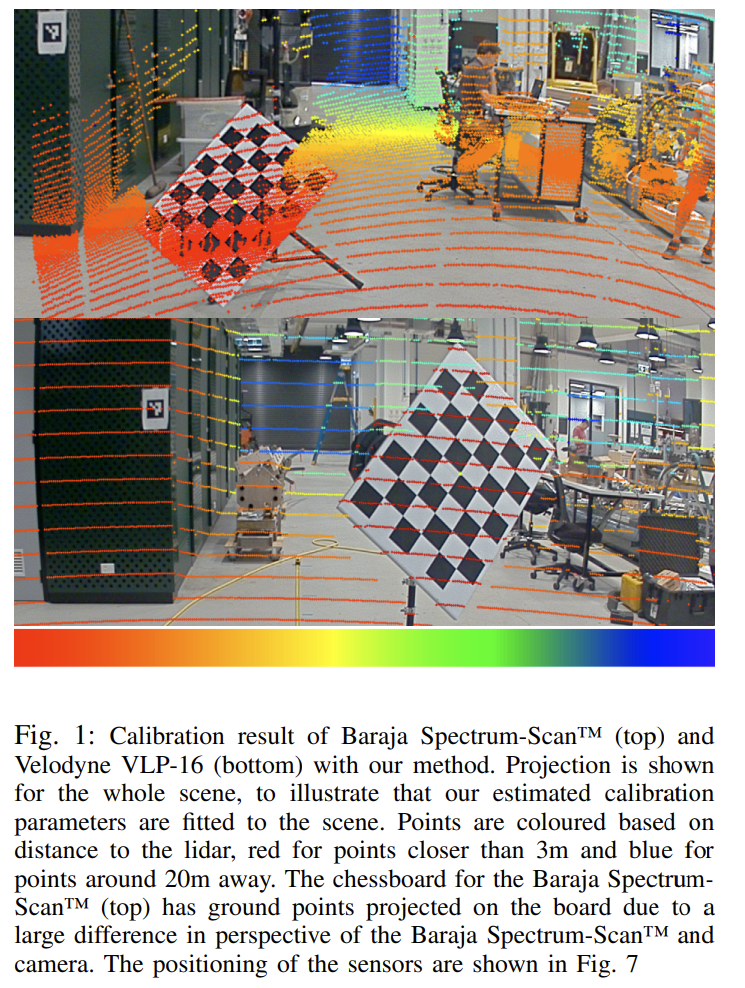 Fig. 1: Calibration result of Baraja Spectrum-Scan™ (top) and
Velodyne VLP-16 (bottom) with our method. Projection is shown
for the whole scene, to illustrate that our estimated calibration
parameters are fitted to the scene. Points are coloured based on
distance to the lidar, red for points closer than 3m and blue for
points around 20m away. The chessboard for the Baraja Spectrum-
Scan™ (top) has ground points projected on the board due to a
large difference in perspective of the Baraja Spectrum-Scan™ and
camera. The positioning of the sensors are shown in Fig. 7